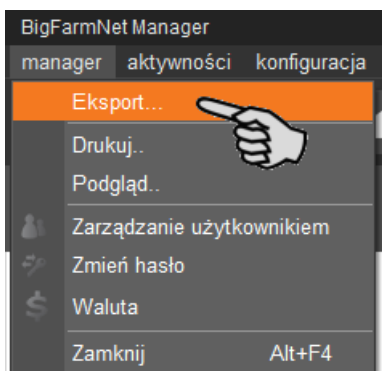 BigFarmNet Manager
manager aktywności konfiguracja
Eksport...
Drukuj..
Podgląd..
Zarządzanie użytkownikiem
Zmień hasło
Waluta
Zamknij Alt+F4